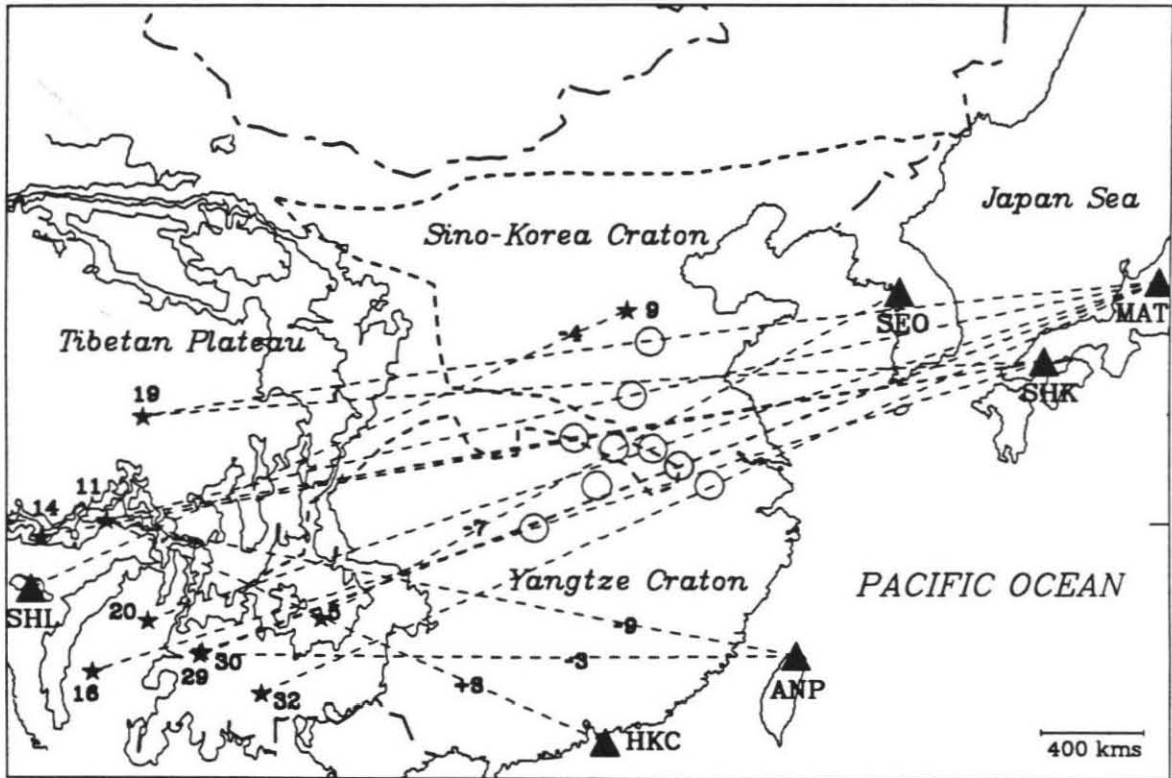 Japan Sea
Sino-Korea Craton
9
-4
SEO
MAT
Tibetan Plateau
19
SHK
11
14
-7
Yangtze Craton
PACIFIC OCEAN
SHL
20
-9
30
-3
29
16
32
+3
ANP
HKC
400 kms